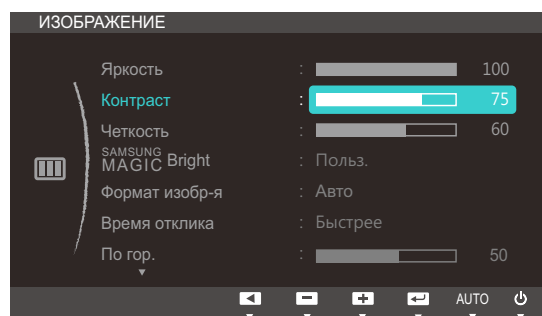 ИЗОБРАЖЕНИЕ
Яркость : 100
Контраст : 75
Четкость : 60
SAMSUNG
MAGIC Bright : Польз.
Формат изобр-я : Авто
Время отклика : Быстрее
По гор. : 50
AUTO